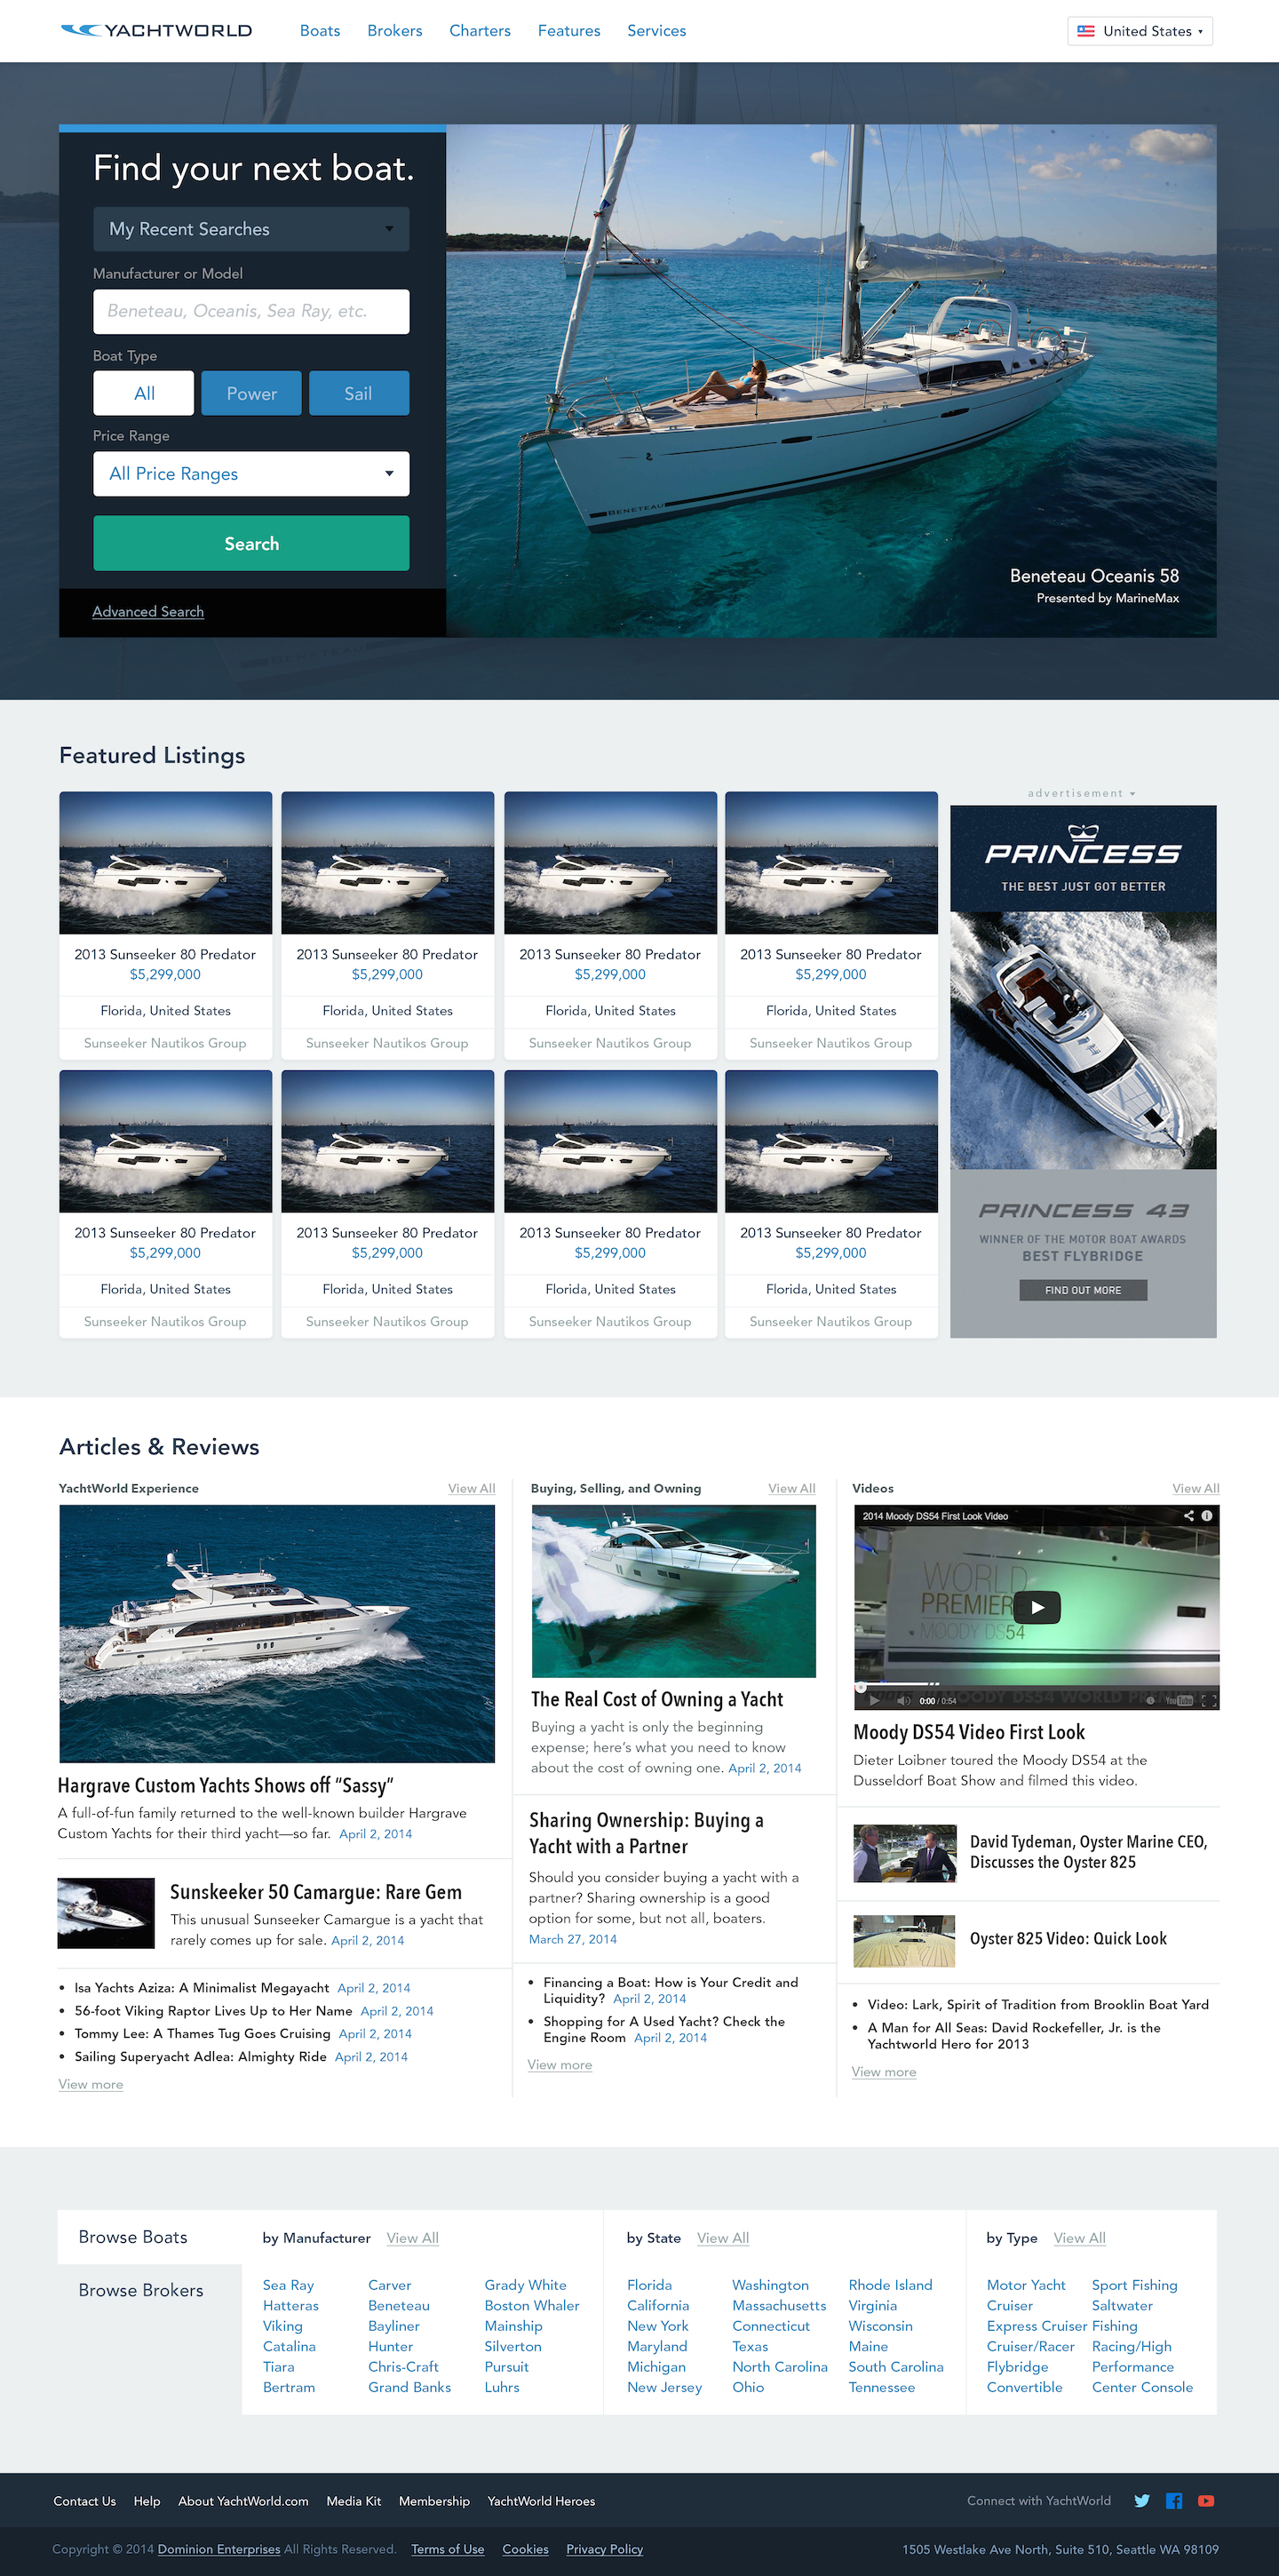 YACHTWORLD
Boats Brokers Charters Features Services
United States
Find your next boat.
My Recent Searches
Manufacturer or Model
Beneteau, Oceanis, Sea Ray, etc.
Boat Type
All Power Sail
Price Range
All Price Ranges
Search
Advanced Search
BENETEAU
Beneteau Oceanis 58
Presented by MarineMax
BENETEAU
Featured Listings
2013 Sunseeker 80 Predator
$5,299,000
Florida, United States
Sunseeker Nautikos Group
2013 Sunseeker 80 Predator
$5,299,000
Florida, United States
Sunseeker Nautikos Group
2013 Sunseeker 80 Predator
$5,299,000
Florida, United States
Sunseeker Nautikos Group
2013 Sunseeker 80 Predator
$5,299,000
Florida, United States
Sunseeker Nautikos Group
2013 Sunseeker 80 Predator
$5,299,000
Florida, United States
Sunseeker Nautikos Group
2013 Sunseeker 80 Predator
$5,299,000
Florida, United States
Sunseeker Nautikos Group
2013 Sunseeker 80 Predator
$5,299,000
Florida, United States
Sunseeker Nautikos Group
2013 Sunseeker 80 Predator
$5,299,000
Florida, United States
Sunseeker Nautikos Group
advertisement
PRINCESS
THE BEST JUST GOT BETTER
PRINCESS 43
WINNER OF THE MOTOR BOAT AWARDS
BEST FLYBRIDGE
FIND OUT MORE
Articles & Reviews
YachtWorld Experience View All
Hargrave Custom Yachts Shows off “Sassy”
A full-of-fun family returned to the well-known builder Hargrave
Custom Yachts for their third yacht—so far. April 2, 2014
Sunskeeker 50 Camargue: Rare Gem
This unusual Sunseeker Camargue is a yacht that
rarely comes up for sale. April 2, 2014
• Isa Yachts Aziza: A Minimalist Megayacht April 2, 2014
• 56-foot Viking Raptor Lives Up to Her Name April 2, 2014
• Tommy Lee: A Thames Tug Goes Cruising April 2, 2014
• Sailing Superyacht Adlea: Almighty Ride April 2, 2014
View more
Buying, Selling, and Owning View All
The Real Cost of Owning a Yacht
Buying a yacht is only the beginning
expense; here’s what you need to know
about the cost of owning one. April 2, 2014
Sharing Ownership: Buying a
Yacht with a Partner
Should you consider buying a yacht with a
partner? Sharing ownership is a good
option for some, but not all, boaters.
March 27, 2014
• Financing a Boat: How is Your Credit and
Liquidity? April 2, 2014
• Shopping for A Used Yacht? Check the
Engine Room April 2, 2014
View more
Videos View All
2014 Moody DS54 First Look Video
WORLD
PREMIER
MOODY DS54
MOODY DS54 WORLD
0:00 / 0:54
YouTube
Moody DS54 Video First Look
Dieter Loibner toured the Moody DS54 at the
Dusseldorf Boat Show and filmed this video.
David Tydeman, Oyster Marine CEO,
Discusses the Oyster 825
Oyster 825 Video: Quick Look
• Video: Lark, Spirit of Tradition from Brooklin Boat Yard
• A Man for All Seas: David Rockefeller, Jr. is the
Yachtworld Hero for 2013
View more
Browse Boats
Browse Brokers
by Manufacturer View All
Sea Ray Carver Grady White
Hatteras Beneteau Boston Whaler
Viking Bayliner Mainship
Catalina Hunter Silverton
Tiara Chris-Craft Pursuit
Bertram Grand Banks Luhrs
by State View All
Florida Washington Rhode Island
California Massachusetts Virginia
New York Connecticut Wisconsin
Maryland Texas Maine
Michigan North Carolina South Carolina
New Jersey Ohio Tennessee
by Type View All
Motor Yacht Sport Fishing
Cruiser Saltwater
Express Cruiser Fishing
Cruiser/Racer Racing/High
Flybridge Performance
Convertible Center Console
Contact Us Help About YachtWorld.com Media Kit Membership YachtWorld Heroes
Connect with YachtWorld
Copyright © 2014 Dominion Enterprises All Rights Reserved. Terms of Use Cookies Privacy Policy
1505 Westlake Ave North, Suite 510, Seattle WA 98109